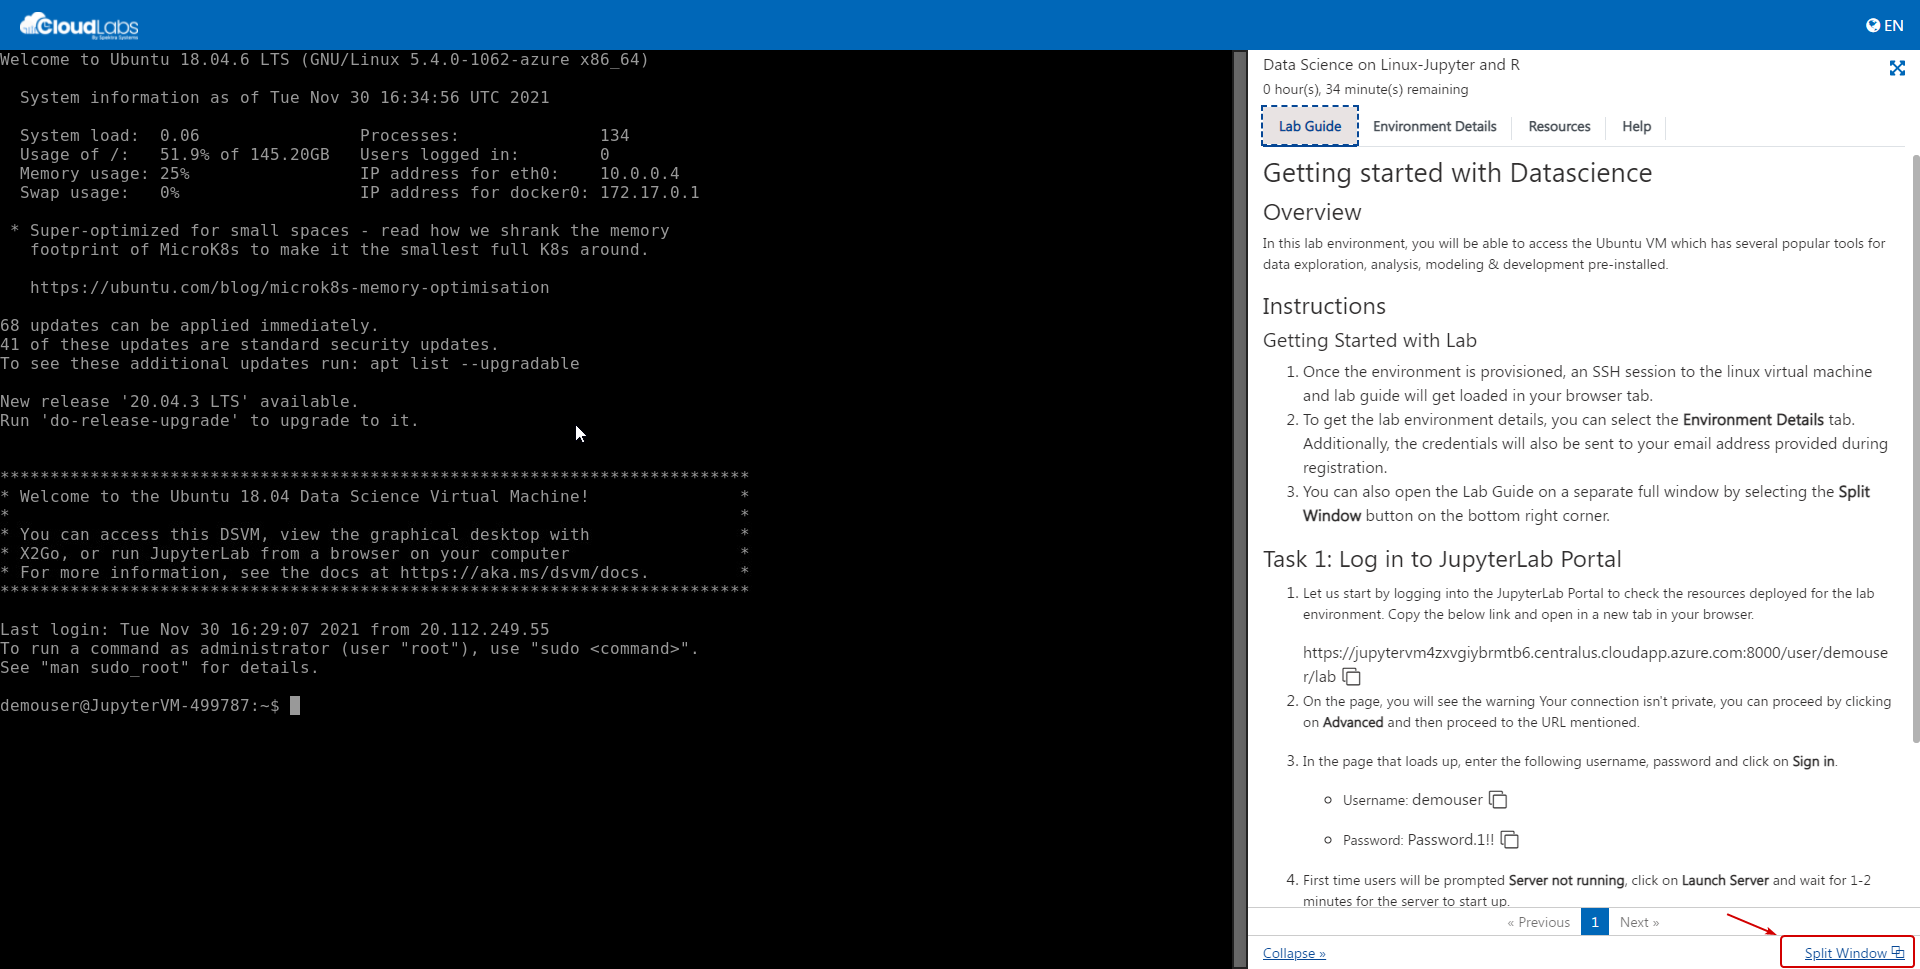 CloudLabs
By Spektra Systems
EN
Welcome to Ubuntu 18.04.6 LTS (GNU/Linux 5.4.0-1062-azure x86_64)
System information as of Tue Nov 30 16:34:56 UTC 2021
System load:  0.06                Processes:              134
Usage of /:   51.9% of 145.20GB   Users logged in:        0
Memory usage: 25%                 IP address for eth0:    10.0.0.4
Swap usage:   0%                  IP address for docker0: 172.17.0.1
* Super-optimized for small spaces - read how we shrank the memory
footprint of MicroK8s to make it the smallest full K8s around.
https://ubuntu.com/blog/microk8s-memory-optimisation
68 updates can be applied immediately.
41 of these updates are standard security updates.
To see these additional updates run: apt list --upgradable
New release '20.04.3 LTS' available.
Run 'do-release-upgrade' to upgrade to it.
***************************************************************************
* Welcome to the Ubuntu 18.04 Data Science Virtual Machine!               *
*                                                                         *
* You can access this DSVM, view the graphical desktop with               *
* X2Go, or run JupyterLab from a browser on your computer                 *
* For more information, see the docs at https://aka.ms/dsvm/docs.         *
***************************************************************************
Last login: Tue Nov 30 16:29:07 2021 from 20.112.249.55
To run a command as administrator (user "root"), use "sudo <command>".
See "man sudo_root" for details.
demouser@JupyterVM-499787:~$
Data Science on Linux-Jupyter and R
0 hour(s), 34 minute(s) remaining
Lab Guide Environment Details Resources Help
Getting started with Datascience
Overview
In this lab environment, you will be able to access the Ubuntu VM which has several popular tools for
data exploration, analysis, modeling & development pre-installed.
Instructions
Getting Started with Lab
1. Once the environment is provisioned, an SSH session to the linux virtual machine
and lab guide will get loaded in your browser tab.
2. To get the lab environment details, you can select the Environment Details tab.
Additionally, the credentials will also be sent to your email address provided during
registration.
3. You can also open the Lab Guide on a separate full window by selecting the Split
Window button on the bottom right corner.
Task 1: Log in to JupyterLab Portal
1. Let us start by logging into the JupyterLab Portal to check the resources deployed for the lab
environment. Copy the below link and open in a new tab in your browser.
https://jupytervm4zxvgiybrmtb6.centralus.cloudapp.azure.com:8000/user/demouse
r/lab
2. On the page, you will see the warning Your connection isn't private, you can proceed by clicking
on Advanced and then proceed to the URL mentioned.
3. In the page that loads up, enter the following username, password and click on Sign in.
Username: demouser
Password: Password.1!!
4. First time users will be prompted Server not running, click on Launch Server and wait for 1-2
minutes for the server to start up.
« Previous 1 Next »
Collapse » Split Window